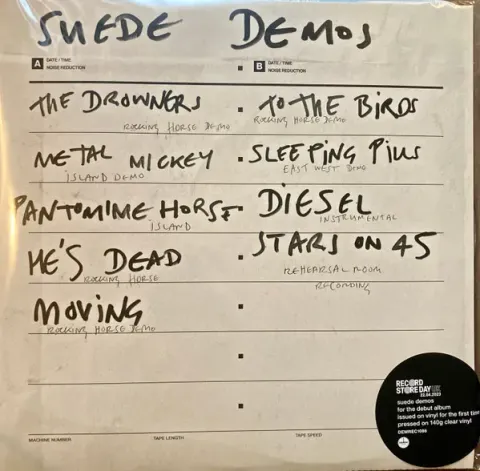 SUEDE DEMOS
A DATE / TIME
NOISE REDUCTION
B DATE / TIME
NOISE REDUCTION
THE DROWNERS
ROCKING HORSE DEMO
METAL MICKEY
ISLAND DEMO
PANTOMIME HORSE
ISLAND
HE'S DEAD
ROCKING HORSE
MOVING
ROCKING HORSE DEMO
TO THE BIRDS
ROCKING HORSE DEMO
SLEEPING PILLS
EAST WEST DEMO
DIESEL
INSTRUMENTAL
STARS ON 45
REHEARSAL ROOM
RECORDING
MACHINE NUMBER
TAPE LENGTH
TAPE SPEED
RECORD
STORE DAY
22.04.2023
suede demos
for the debut album
issued on vinyl for the first time
pressed on 140g clear vinyl